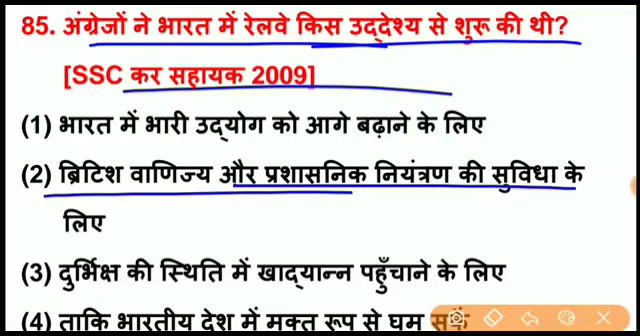 85. अंग्रेजों ने भारत में रेलवे किस उद्देश्य से शुरू की थी?
[SSC कर सहायक 2009]
(1) भारत में भारी उद्योग को आगे बढ़ाने के लिए
(2) ब्रिटिश वाणिज्य और प्रशासनिक नियंत्रण की सुविधा के
लिए
(3) दुर्भिक्ष की स्थिति में खाद्यान्न पहुँचाने के लिए
(4) ताकि भारतीय देश में मुक्त रूप से घूम सकें